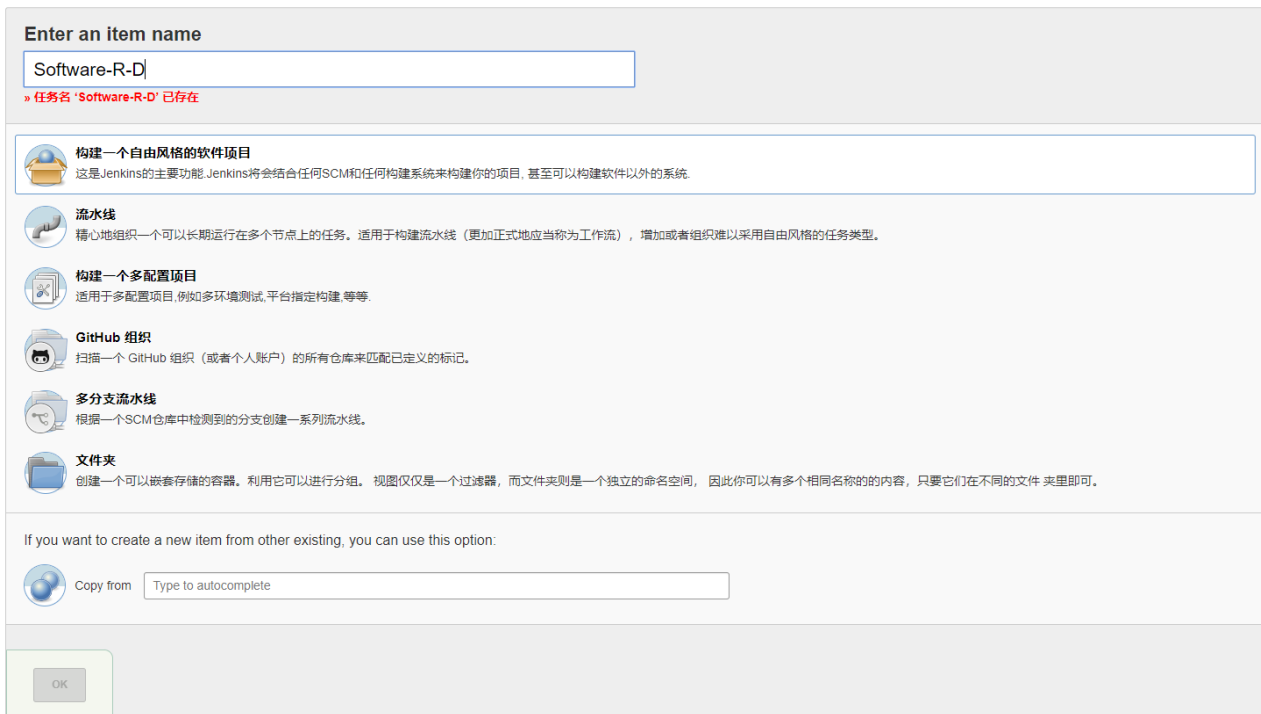 Enter an item name
Software-R-D
» 任务名 ‘Software-R-D’ 已存在
构建一个自由风格的软件项目
这是Jenkins的主要功能.Jenkins将会结合任何SCM和任何构建系统来构建你的项目, 甚至可以构建软件以外的系统.
流水线
精心地组织一个可以长期运行在多个节点上的任务。适用于构建流水线（更加正式地应当称为工作流），增加或者组织难以采用自由风格的任务类型。
构建一个多配置项目
适用于多配置项目,例如多环境测试,平台指定构建,等等.
GitHub 组织
扫描一个 GitHub 组织（或者个人账户）的所有仓库来匹配已定义的标记。
多分支流水线
根据一个SCM仓库中检测到的分支创建一系列流水线。
文件夹
创建一个可以嵌套存储的容器。利用它可以进行分组。 视图仅仅是一个过滤器，而文件夹则是一个独立的命名空间， 因此你可以有多个相同名称的的内容，只要它们在不同的文件 夹里即可。
If you want to create a new item from other existing, you can use this option:
Copy from
Type to autocomplete
OK